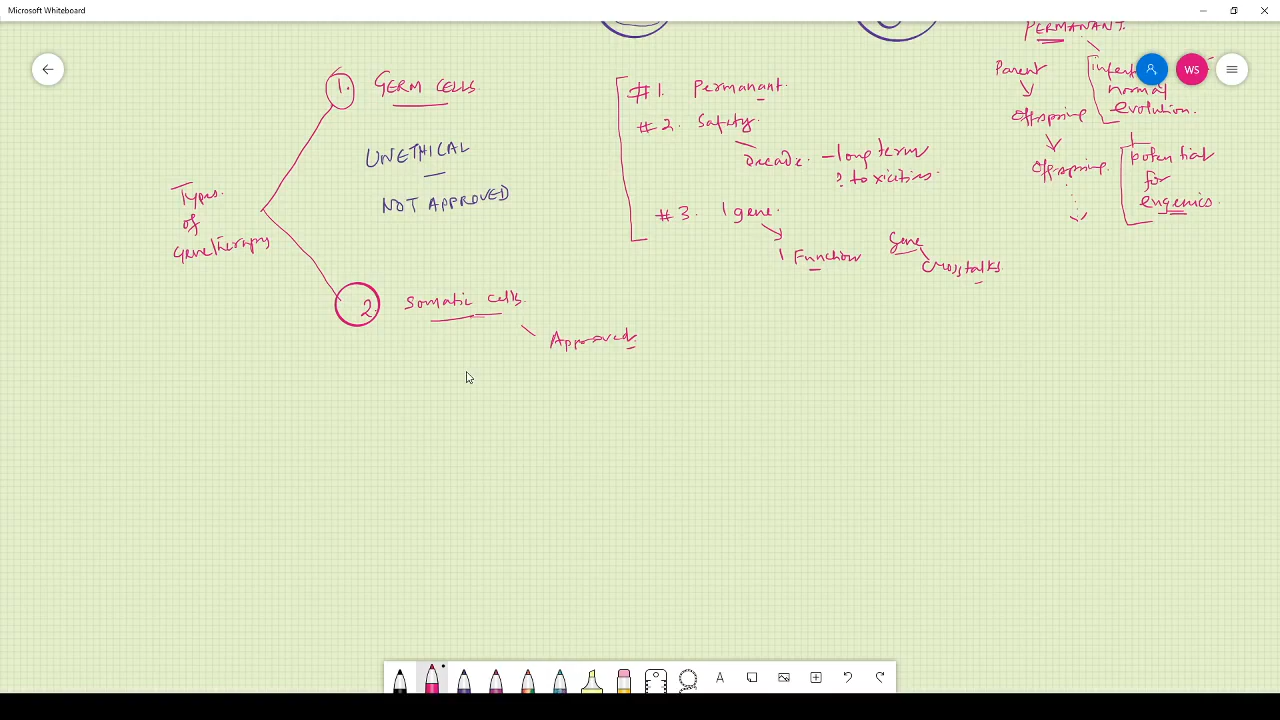 Microsoft Whiteboard
PERMANANT.
1. GERM CELLS
UNETHICAL
NOT APPROVED
Types
of
Gene Therapy
2. Somatic cells.
Approved.
#1. Permanant.
#2. Safety.
Decade. - long term
? toxicities.
#3. 1 gene.
1 Function
Gene
Crosstalks
Parent
Offspring
Offspring
normal
evolution.
potential
for
engenics.
WS
A